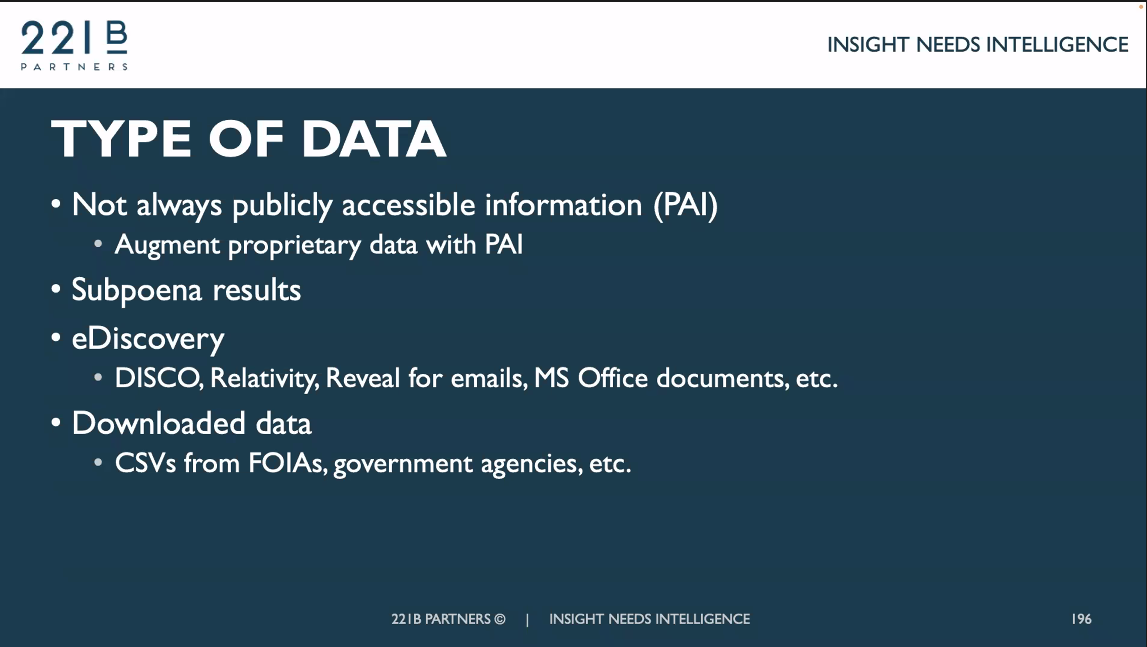 221B
PARTNERS
INSIGHT NEEDS INTELLIGENCE
TYPE OF DATA
• Not always publicly accessible information (PAI)
• Augment proprietary data with PAI
• Subpoena results
• eDiscovery
• DISCO, Relativity, Reveal for emails, MS Office documents, etc.
• Downloaded data
• CSVs from FOIAs, government agencies, etc.
221B PARTNERS © | INSIGHT NEEDS INTELLIGENCE 196